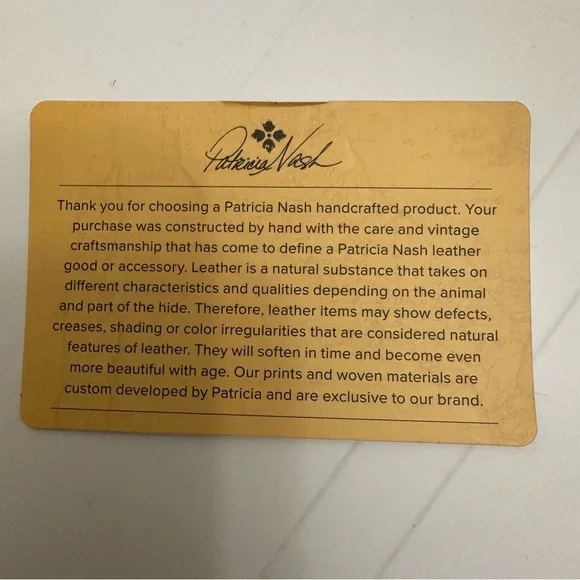 Patricia Nash
Thank you for choosing a Patricia Nash handcrafted product. Your
purchase was constructed by hand with the care and vintage
craftsmanship that has come to define a Patricia Nash leather
good or accessory. Leather is a natural substance that takes on
different characteristics and qualities depending on the animal
and part of the hide. Therefore, leather items may show defects,
creases, shading or color irregularities that are considered natural
features of leather. They will soften in time and become even
more beautiful with age. Our prints and woven materials are
custom developed by Patricia and are exclusive to our brand.